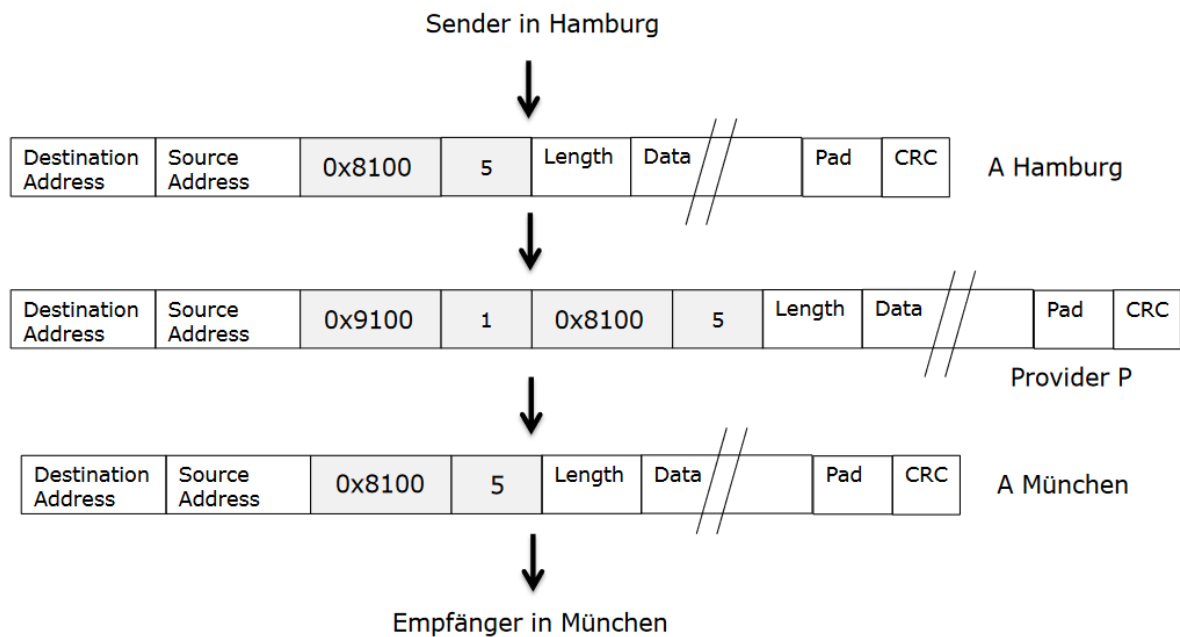 Sender in Hamburg
Destination Address Source Address 0x8100 5 Length Data Pad CRC A Hamburg
Destination Address Source Address 0x9100 1 0x8100 5 Length Data Pad CRC
Provider P
Destination Address Source Address 0x8100 5 Length Data Pad CRC A München
Empfänger in München